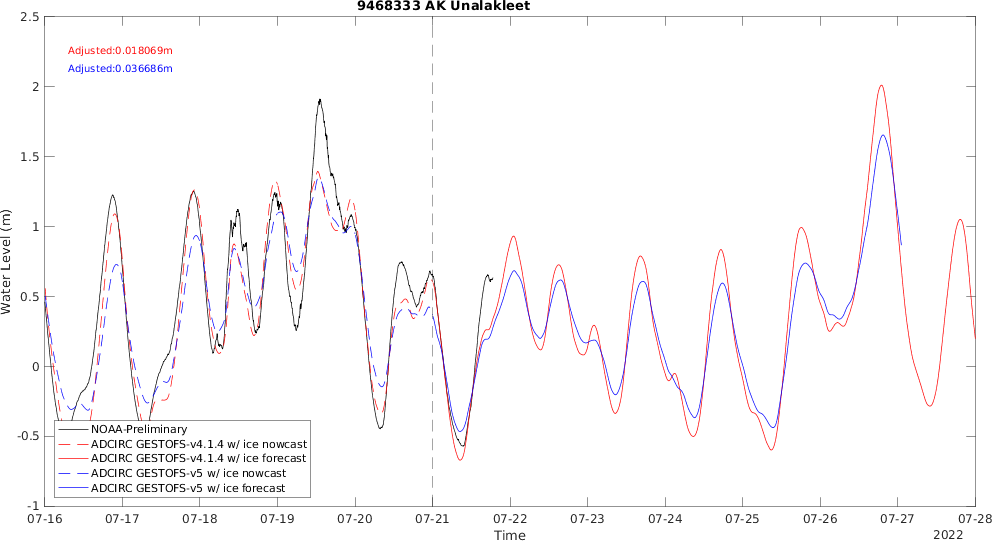 9468333 AK Unalakleet
Adjusted:0.018069m
Adjusted:0.036686m
Water Level (m)
2.5
2
1.5
1
0.5
0
-0.5
-1
NOAA-Preliminary
ADCIRC GESTOFS-v4.1.4 w/ ice nowcast
ADCIRC GESTOFS-v4.1.4 w/ ice forecast
ADCIRC GESTOFS-v5 w/ ice nowcast
ADCIRC GESTOFS-v5 w/ ice forecast
07-16 07-17 07-18 07-19 07-20 07-21 07-22 07-23 07-24 07-25 07-26 07-27 07-28
Time
2022